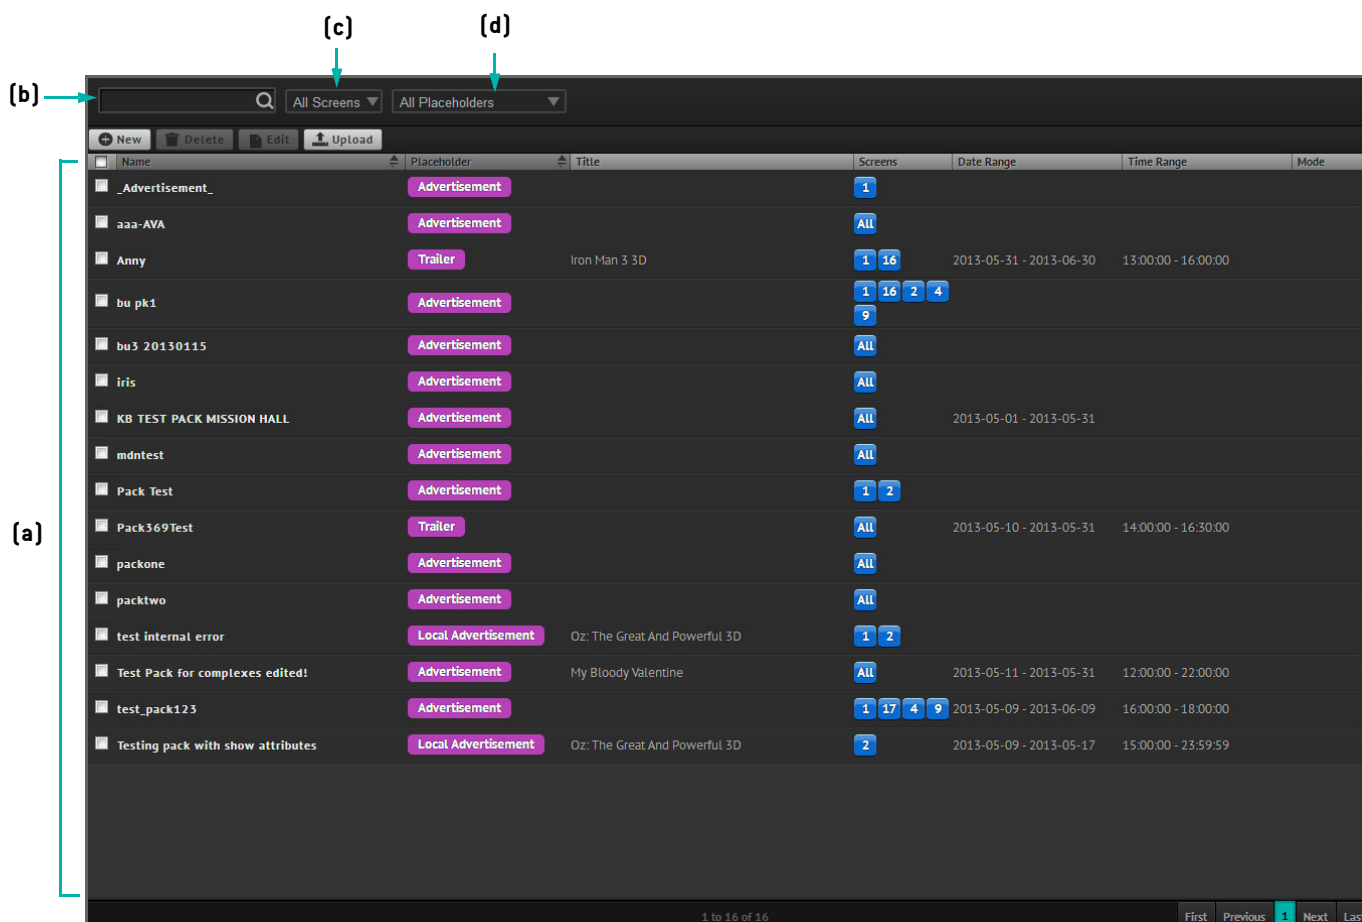 (c) (d)
(b)
All Screens All Placeholders
New Delete Edit Upload
Name Placeholder Title Screens Date Range Time Range Mode
_Advertisement_ Advertisement 1
aaa-AVA Advertisement All
Anny Trailer Iron Man 3 3D 1 16 2013-05-31 - 2013-06-30 13:00:00 - 16:00:00
bu pk1 Advertisement 1 16 2 4
9
bu3 20130115 Advertisement All
iris Advertisement All
KB TEST PACK MISSION HALL Advertisement All 2013-05-01 - 2013-05-31
mdntest Advertisement All
Pack Test Advertisement 1 2
(a)
Pack369Test Trailer All 2013-05-10 - 2013-05-31 14:00:00 - 16:30:00
packone Advertisement All
packtwo Advertisement All
test internal error Local Advertisement Oz: The Great And Powerful 3D 1 2
Test Pack for complexes edited! Advertisement My Bloody Valentine All 2013-05-11 - 2013-05-31 12:00:00 - 22:00:00
test_pack123 Advertisement 1 17 4 9 2013-05-09 - 2013-06-09 16:00:00 - 18:00:00
Testing pack with show attributes Local Advertisement Oz: The Great And Powerful 3D 2 2013-05-09 - 2013-05-17 15:00:00 - 23:59:59
1 to 16 of 16 First Previous 1 Next Las